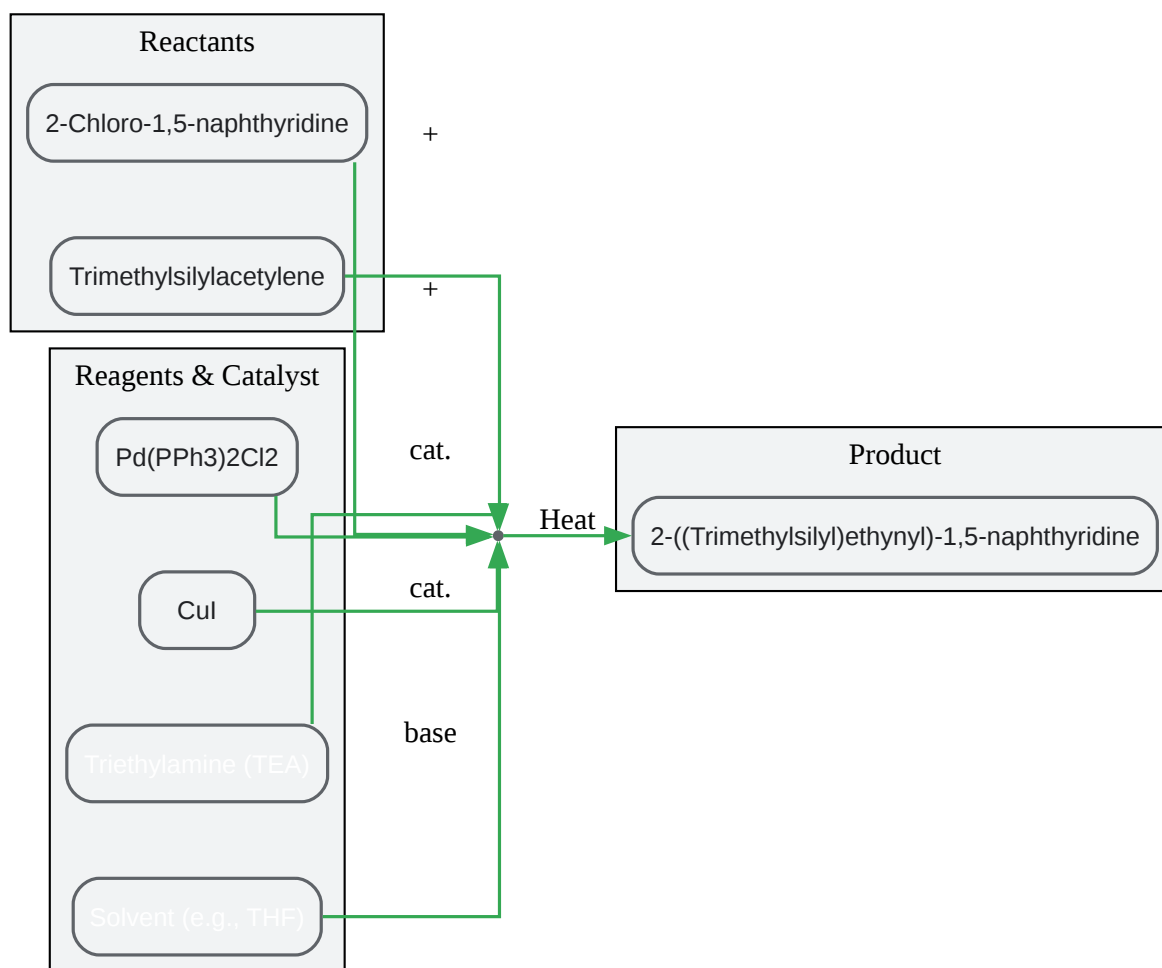 Reactants
2-Chloro-1,5-naphthyridine
+
Trimethylsilylacetylene
+
Reagents & Catalyst
Pd(PPh3)2Cl2
cat.
CuI
cat.
Triethylamine (TEA)
base
Solvent (e.g., THF)
Heat
Product
2-((Trimethylsilyl)ethynyl)-1,5-naphthyridine